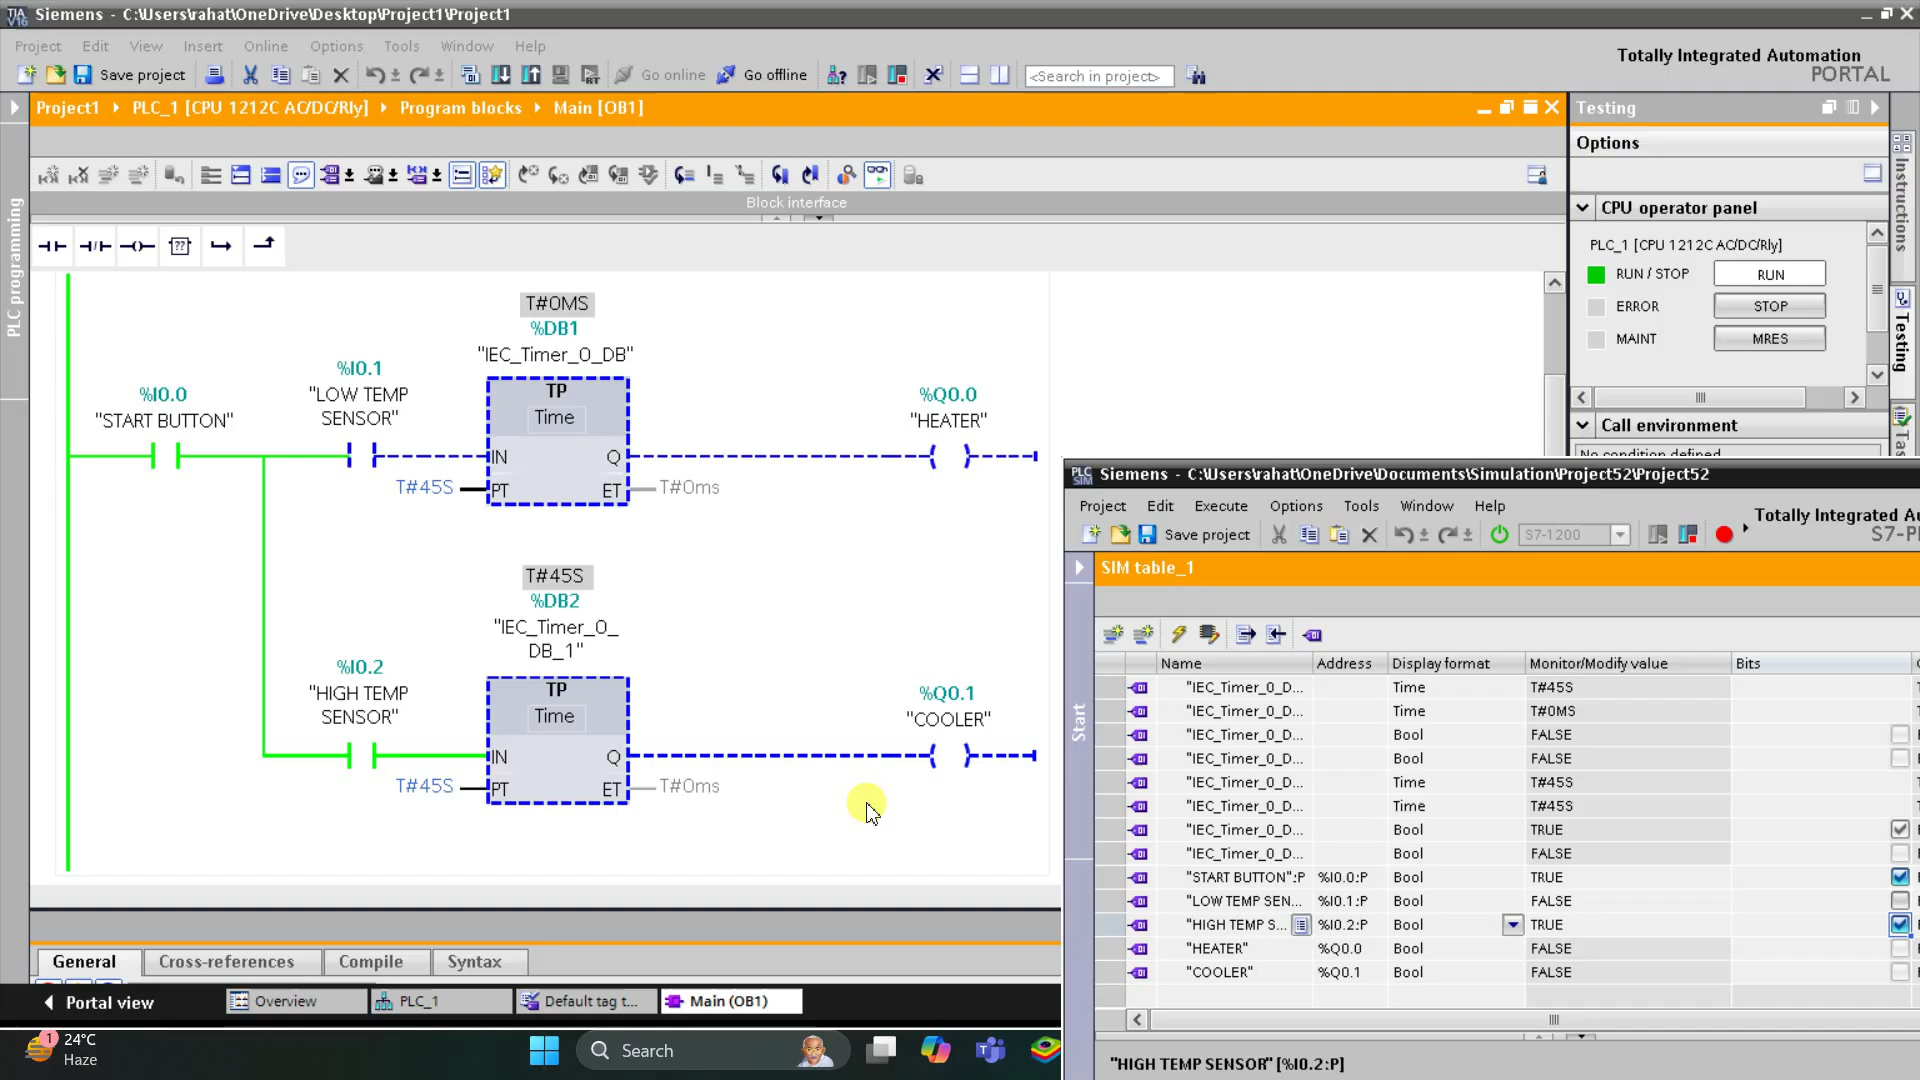 Siemens - C:\Users\rahat\OneDrive\Desktop\Project1\Project1
Project Edit View Insert Online Options Tools Window Help
Save project
Go online
Go offline
<Search in project>
Totally Integrated Automation
PORTAL
Project1 PLC_1 [CPU 1212C AC/DC/Rly] Program blocks Main [OB1]
Testing
Options
Block interface
CPU operator panel
PLC_1 [CPU 1212C AC/DC/Rly]
RUN / STOP RUN
ERROR STOP
MAINT MRES
Call environment
PLC programming
Instructions
Testing
T#0MS
%DB1
"IEC_Timer_0_DB"
TP
Time
%I0.0
"START BUTTON"
%I0.1
"LOW TEMP
SENSOR"
%Q0.0
"HEATER"
IN Q
T#45S PT ET T#0ms
T#45S
%DB2
"IEC_Timer_0_
DB_1"
TP
Time
%I0.2
"HIGH TEMP
SENSOR"
%Q0.1
"COOLER"
IN Q
T#45S PT ET T#0ms
General Cross-references Compile Syntax
Portal view Overview PLC_1 Default tag t... Main (OB1)
Siemens - C:\Users\rahat\OneDrive\Documents\Simulation\Project52\Project52
Project Edit Execute Options Tools Window Help
Save project S7-1200
Totally Integrated Au
S7-P
SIM table_1
Start
Name Address Display format Monitor/Modify value Bits
"IEC_Timer_0_D... Time T#45S
"IEC_Timer_0_D... Time T#0MS
"IEC_Timer_0_D... Bool FALSE
"IEC_Timer_0_D... Bool FALSE
"IEC_Timer_0_D... Time T#45S
"IEC_Timer_0_D... Time T#45S
"IEC_Timer_0_D... Bool TRUE
"IEC_Timer_0_D... Bool FALSE
"START BUTTON":P %I0.0:P Bool TRUE
"LOW TEMP SEN... %I0.1:P Bool FALSE
"HIGH TEMP S... %I0.2:P Bool TRUE
"HEATER" %Q0.0 Bool FALSE
"COOLER" %Q0.1 Bool FALSE
"HIGH TEMP SENSOR" [%I0.2:P]
1
24°C
Haze
Search